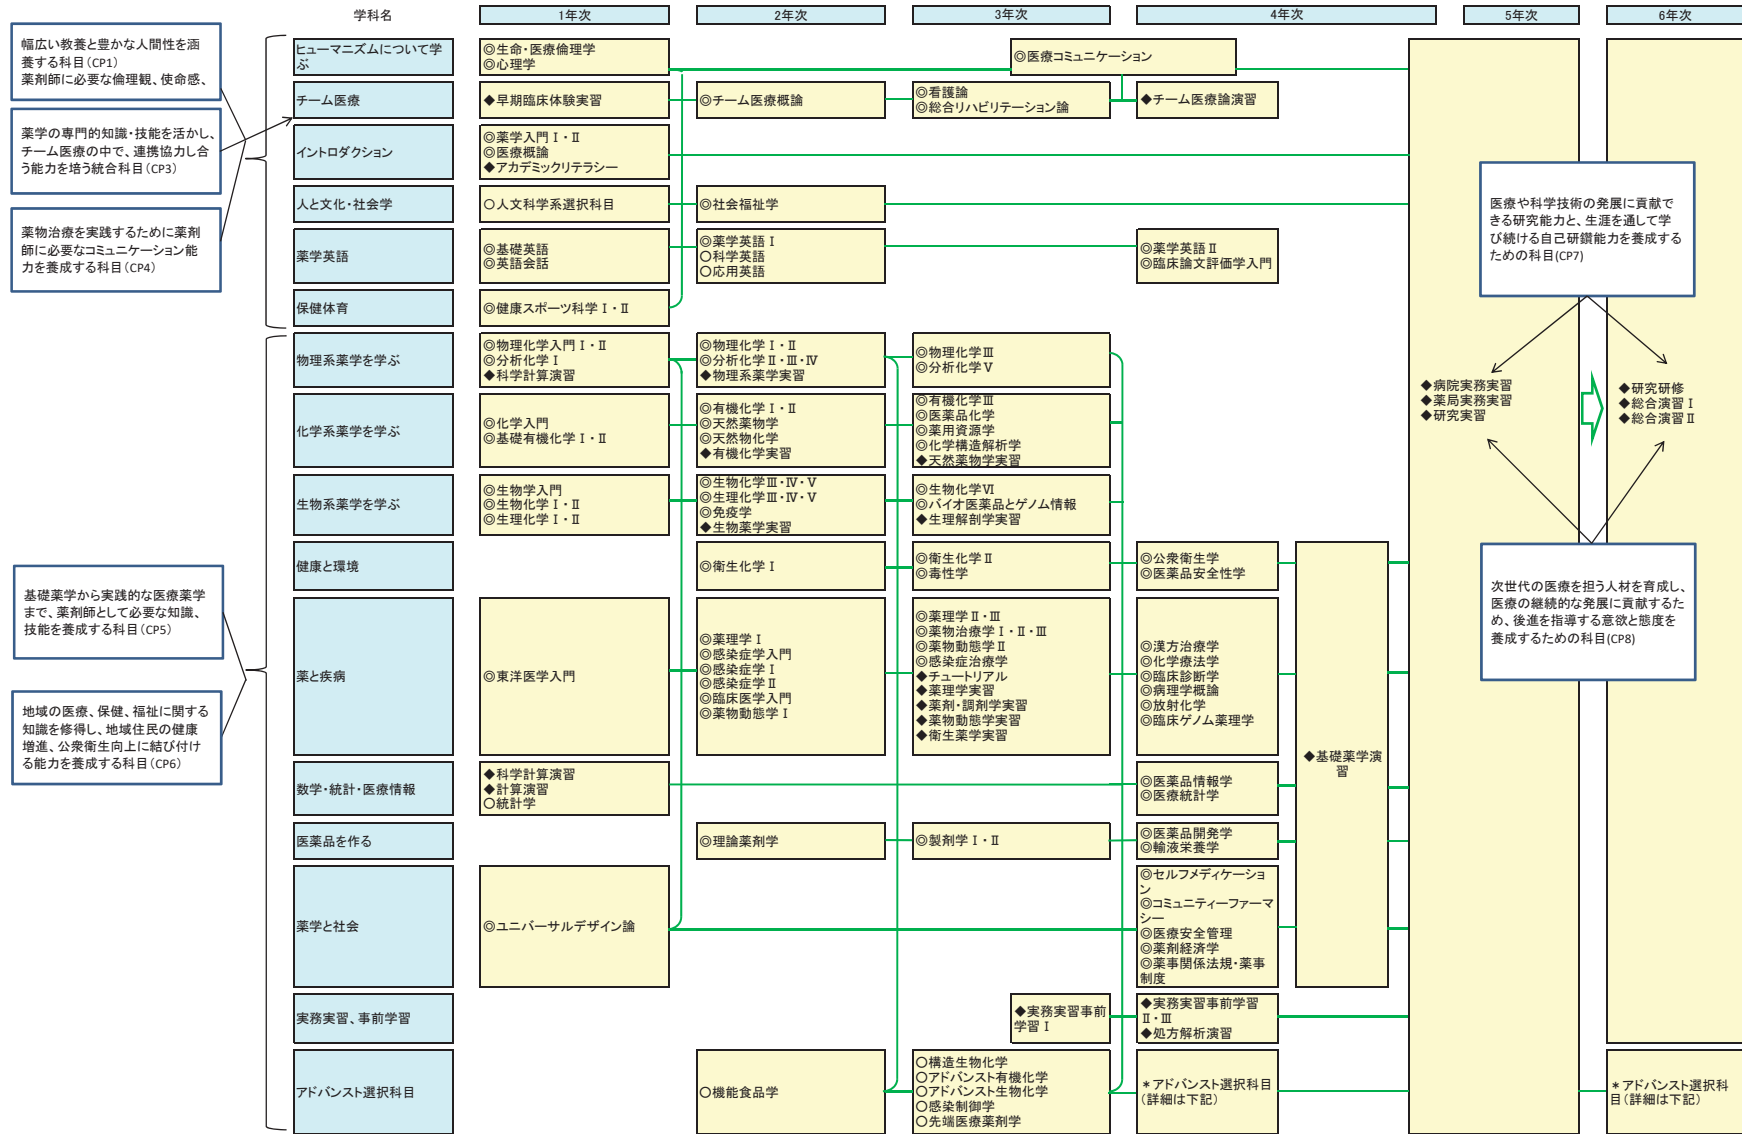 学科名
1年次
2年次
3年次
4年次
5年次
6年次
幅広い教養と豊かな人間性を涵
養する科目(CP1)
薬剤師に必要な倫理観、使命感、
薬学の専門的知識・技能を活かし、
チーム医療の中で、連携協力し合
う能力を培う統合科目(CP3)
薬物治療を実践するために薬剤
師に必要なコミュニケーション能
力を養成する科目(CP4)
基礎薬学から実践的な医療薬学
まで、薬剤師として必要な知識、
技能を養成する科目(CP5)
地域の医療、保健、福祉に関する
知識を修得し、地域住民の健康
増進、公衆衛生向上に結び付け
る能力を養成する科目(CP6)
ヒューマニズムについて学
ぶ
◎生命・医療倫理学
◎心理学
◎医療コミュニケーション
チーム医療
◆早期臨床体験実習
◎チーム医療概論
◎看護論
◎総合リハビリテーション論
◆チーム医療論演習
イントロダクション
◎薬学入門Ⅰ・Ⅱ
◎医療概論
◆アカデミックリテラシー
人と文化・社会学
○人文科学系選択科目
◎社会福祉学
薬学英語
◎基礎英語
◎英語会話
◎薬学英語Ⅰ
○科学英語
○応用英語
◎薬学英語Ⅱ
◎臨床論文評価学入門
保健体育
◎健康スポーツ科学Ⅰ・Ⅱ
物理系薬学を学ぶ
◎物理化学入門Ⅰ・Ⅱ
◎分析化学Ⅰ
◆科学計算演習
◎物理化学Ⅰ・Ⅱ
◎分析化学Ⅱ・Ⅲ・Ⅳ
◆物理系薬学実習
◎物理化学Ⅲ
◎分析化学Ⅴ
化学系薬学を学ぶ
◎化学入門
◎基礎有機化学Ⅰ・Ⅱ
◎有機化学Ⅰ・Ⅱ
◎天然薬物学
◎天然物化学
◆有機化学実習
◎有機化学Ⅲ
◎医薬品化学
◎薬用資源学
◎化学構造解析学
◆天然薬物学実習
生物系薬学を学ぶ
◎生物学入門
◎生物化学Ⅰ・Ⅱ
◎生理化学Ⅰ・Ⅱ
◎生物化学Ⅲ・Ⅳ・Ⅴ
◎生理化学Ⅲ・Ⅳ・Ⅴ
◎免疫学
◆生物薬学実習
◎生物化学Ⅵ
◎バイオ医薬品とゲノム情報
◆生理解剖学実習
健康と環境
◎衛生化学Ⅰ
◎衛生化学Ⅱ
◎毒性学
◎公衆衛生学
◎医薬品安全性学
薬と疾病
◎東洋医学入門
◎薬理学Ⅰ
◎感染症学入門
◎感染症学Ⅰ
◎感染症学Ⅱ
◎臨床医学入門
◎薬物動態学Ⅰ
◎薬理学Ⅱ・Ⅲ
◎薬物治療学Ⅰ・Ⅱ・Ⅲ
◎薬物動態学Ⅱ
◎感染症治療学
◆チュートリアル
◆薬理学実習
◆薬剤・調剤学実習
◆薬物動態学実習
◆衛生薬学実習
◎漢方治療学
◎化学療法学
◎臨床診断学
◎病理学概論
◎放射化学
◎臨床ゲノム薬理学
◆基礎薬学演
習
数学・統計・医療情報
◆科学計算演習
◆計算演習
○統計学
◎医薬品情報学
◎医療統計学
医薬品を作る
◎理論薬剤学
◎製剤学Ⅰ・Ⅱ
◎医薬品開発学
◎輸液栄養学
薬学と社会
◎ユニバーサルデザイン論
◎セルフメディケーショ
ン
◎コミュニティーファーマ
シー
◎医療安全管理
◎薬剤経済学
◎薬事関係法規・薬事
制度
実務実習、事前学習
◆実務実習事前
学習Ⅰ
◆実務実習事前学習
Ⅱ・Ⅲ
◆処方解析演習
アドバンスト選択科目
○機能食品学
○構造生物化学
○アドバンスト有機化学
○アドバンスト生物化学
○感染制御学
○先端医療薬剤学
*アドバンスト選択科目
(詳細は下記)
*アドバンスト選択科
目(詳細は下記)
医療や科学技術の発展に貢献で
きる研究能力と、生涯を通して学
び続ける自己研鑽能力を養成する
ための科目(CP7)
◆病院実務実習
◆薬局実務実習
◆研究実習
◆研究研修
◆総合演習Ⅰ
◆総合演習Ⅱ
次世代の医療を担う人材を育成し、
医療の継続的な発展に貢献するた
め、後進を指導する意欲と態度を
養成するための科目(CP8)